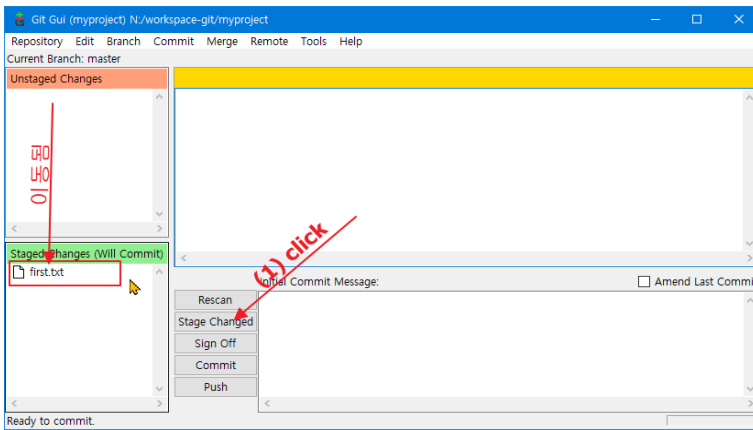 Git Gui (myproject) N:/workspace-git/myproject
Repository Edit Branch Commit Merge Remote Tools Help
Current Branch: master
Unstaged Changes
이동됨
Staged Changes (Will Commit)
first.txt
(1) click
Initial Commit Message:
Amend Last Commi
Rescan
Stage Changed
Sign Off
Commit
Push
Ready to commit.